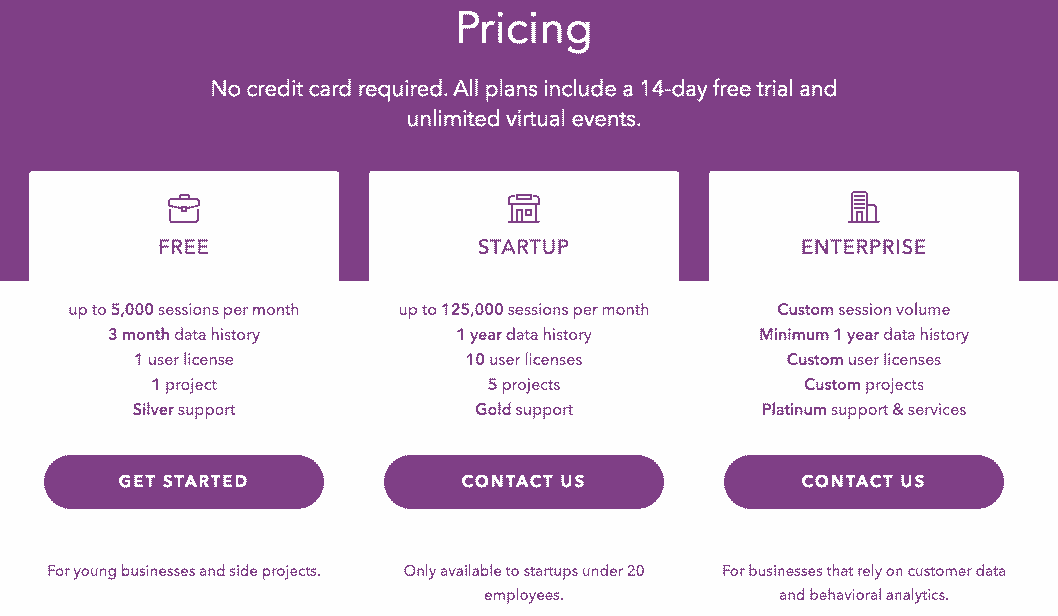 Pricing
No credit card required. All plans include a 14-day free trial and
unlimited virtual events.
FREE
up to 5,000 sessions per month
3 month data history
1 user license
1 project
Silver support
GET STARTED
For young businesses and side projects.
STARTUP
up to 125,000 sessions per month
1 year data history
10 user licenses
5 projects
Gold support
CONTACT US
Only available to startups under 20
employees.
ENTERPRISE
Custom session volume
Minimum 1 year data history
Custom user licenses
Custom projects
Platinum support & services
CONTACT US
For businesses that rely on customer data
and behavioral analytics.